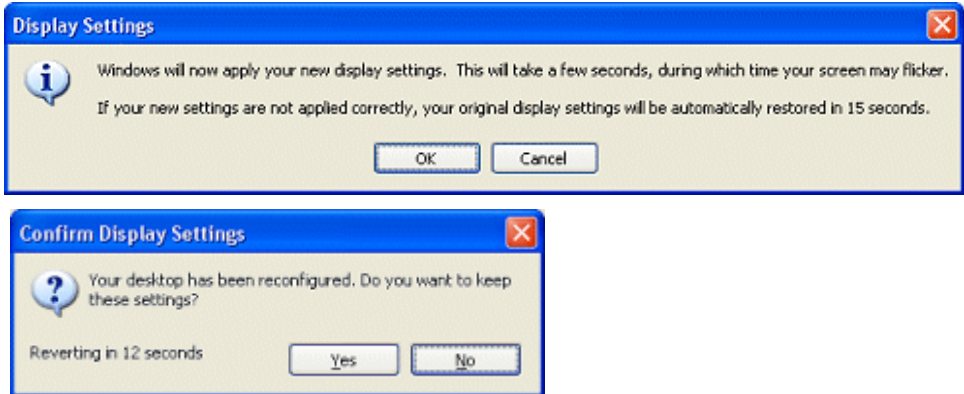 Display Settings
Windows will now apply your new display settings. This will take a few seconds, during which time your screen may flicker.
If your new settings are not applied correctly, your original display settings will be automatically restored in 15 seconds.
OK Cancel
Confirm Display Settings
Your desktop has been reconfigured. Do you want to keep
these settings?
Reverting in 12 seconds Yes No